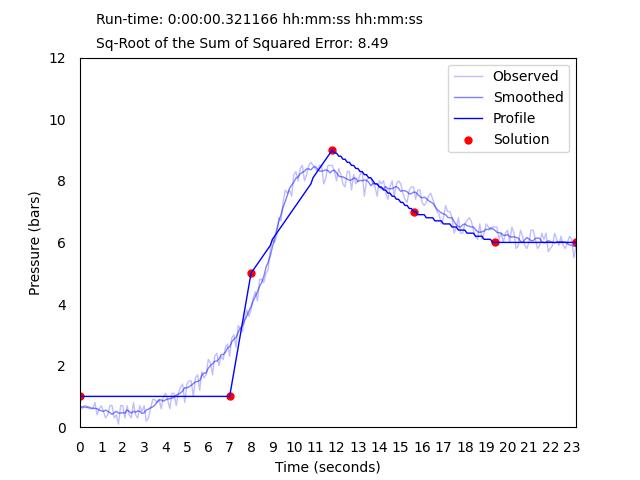 Run-time: 0:00:00.321166 hh:mm:ss hh:mm:ss
Sq-Root of the Sum of Squared Error: 8.49
12
10
8
6
4
2
0
Pressure (bars)
Observed
Smoothed
Profile
Solution
0 1 2 3 4 5 6 7 8 9 10 11 12 13 14 15 16 17 18 19 20 21 22 23
Time (seconds)